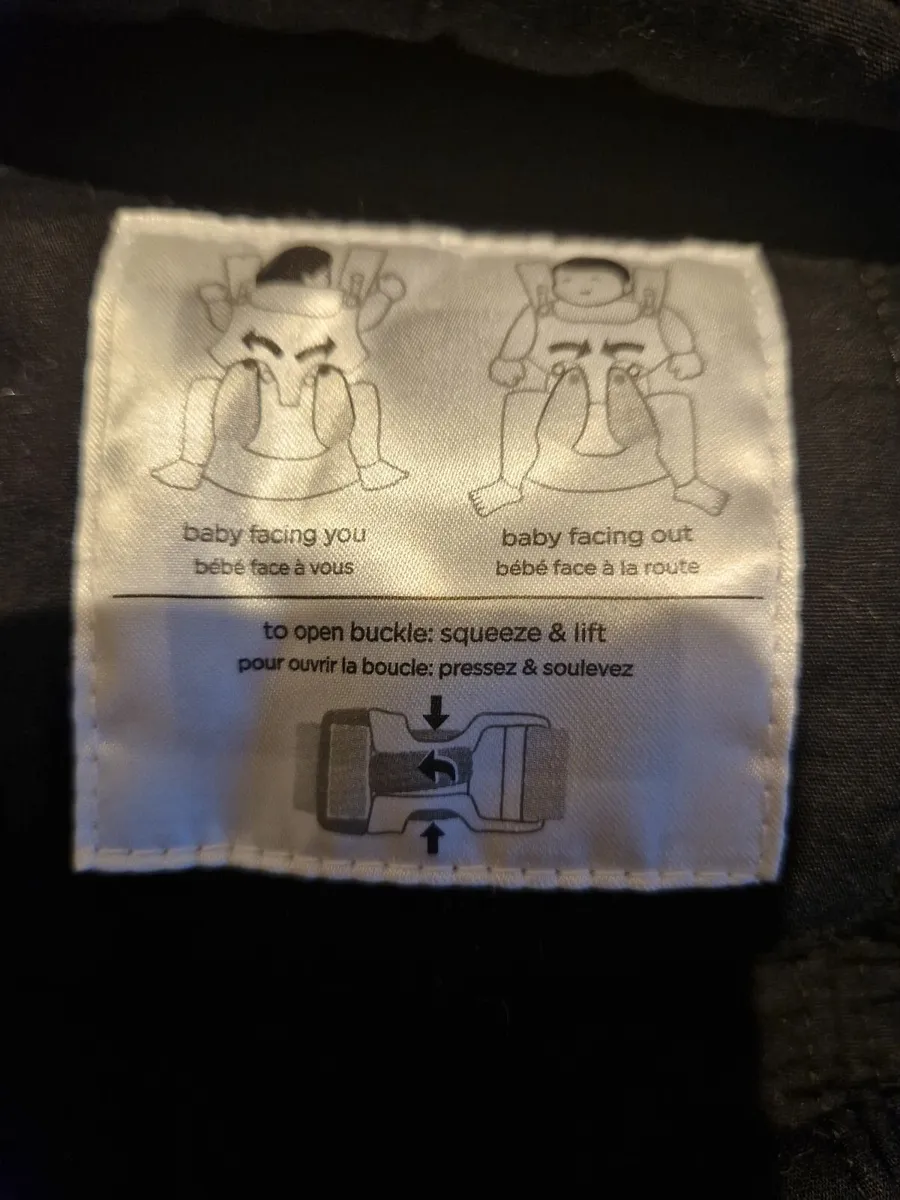 baby facing you
bébé face à vous
baby facing out
bébé face à la route
to open buckle: squeeze & lift
pour ouvrir la boucle: pressez & soulevez